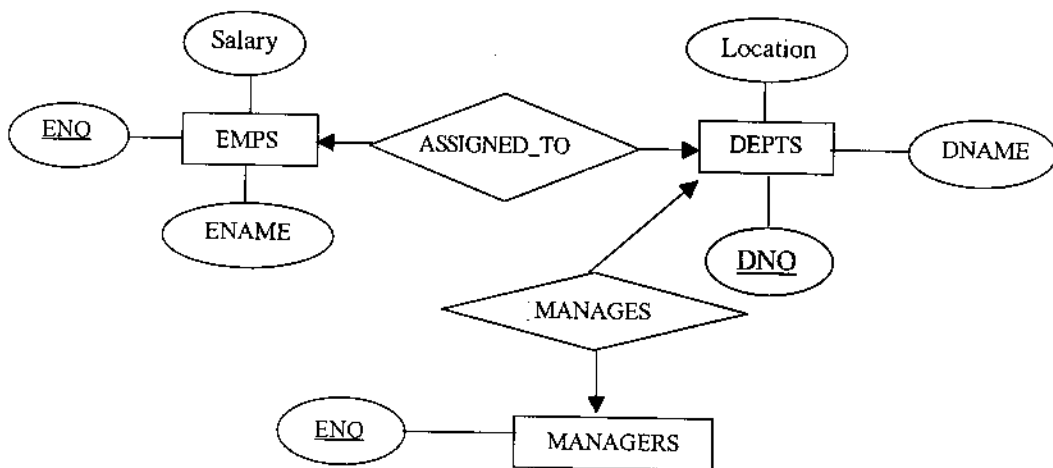 Salary
Location
ENO
EMPS
ASSIGNED_TO
DEPTS
DNAME
ENAME
DNO
MANAGES
ENO
MANAGERS